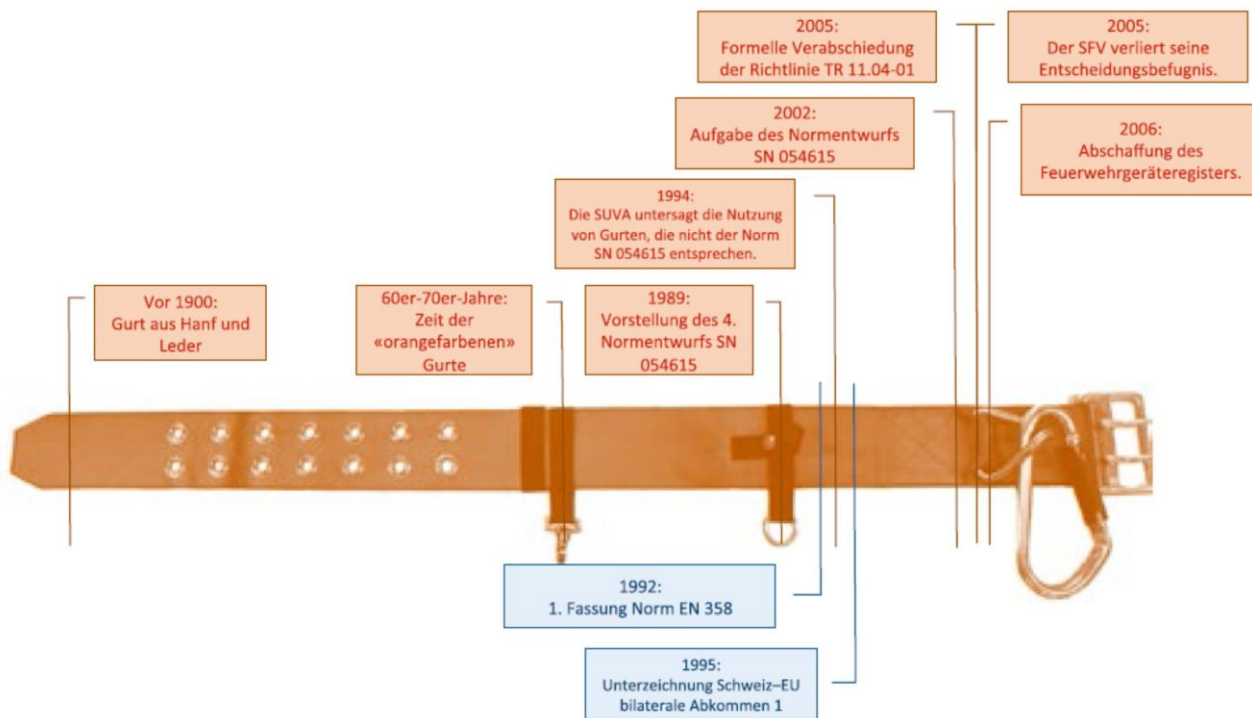 Vor 1900:
Gurt aus Hanf und
Leder
60er-70er-Jahre:
Zeit der
«orangefarbenen»
Gurte
1989:
Vorstellung des 4.
Normentwurfs SN
054615
1994:
Die SUVA untersagt die Nutzung
von Gurten, die nicht der Norm
SN 054615 entsprechen.
2002:
Aufgabe des Normentwurfs
SN 054615
2005:
Formelle Verabschiedung
der Richtlinie TR 11.04-01
2005:
Der SFV verliert seine
Entscheidungsbefugnis.
2006:
Abschaffung des
Feuerwehrgeräteregisters.
1992:
1. Fassung Norm EN 358
1995:
Unterzeichnung Schweiz–EU
bilaterale Abkommen 1